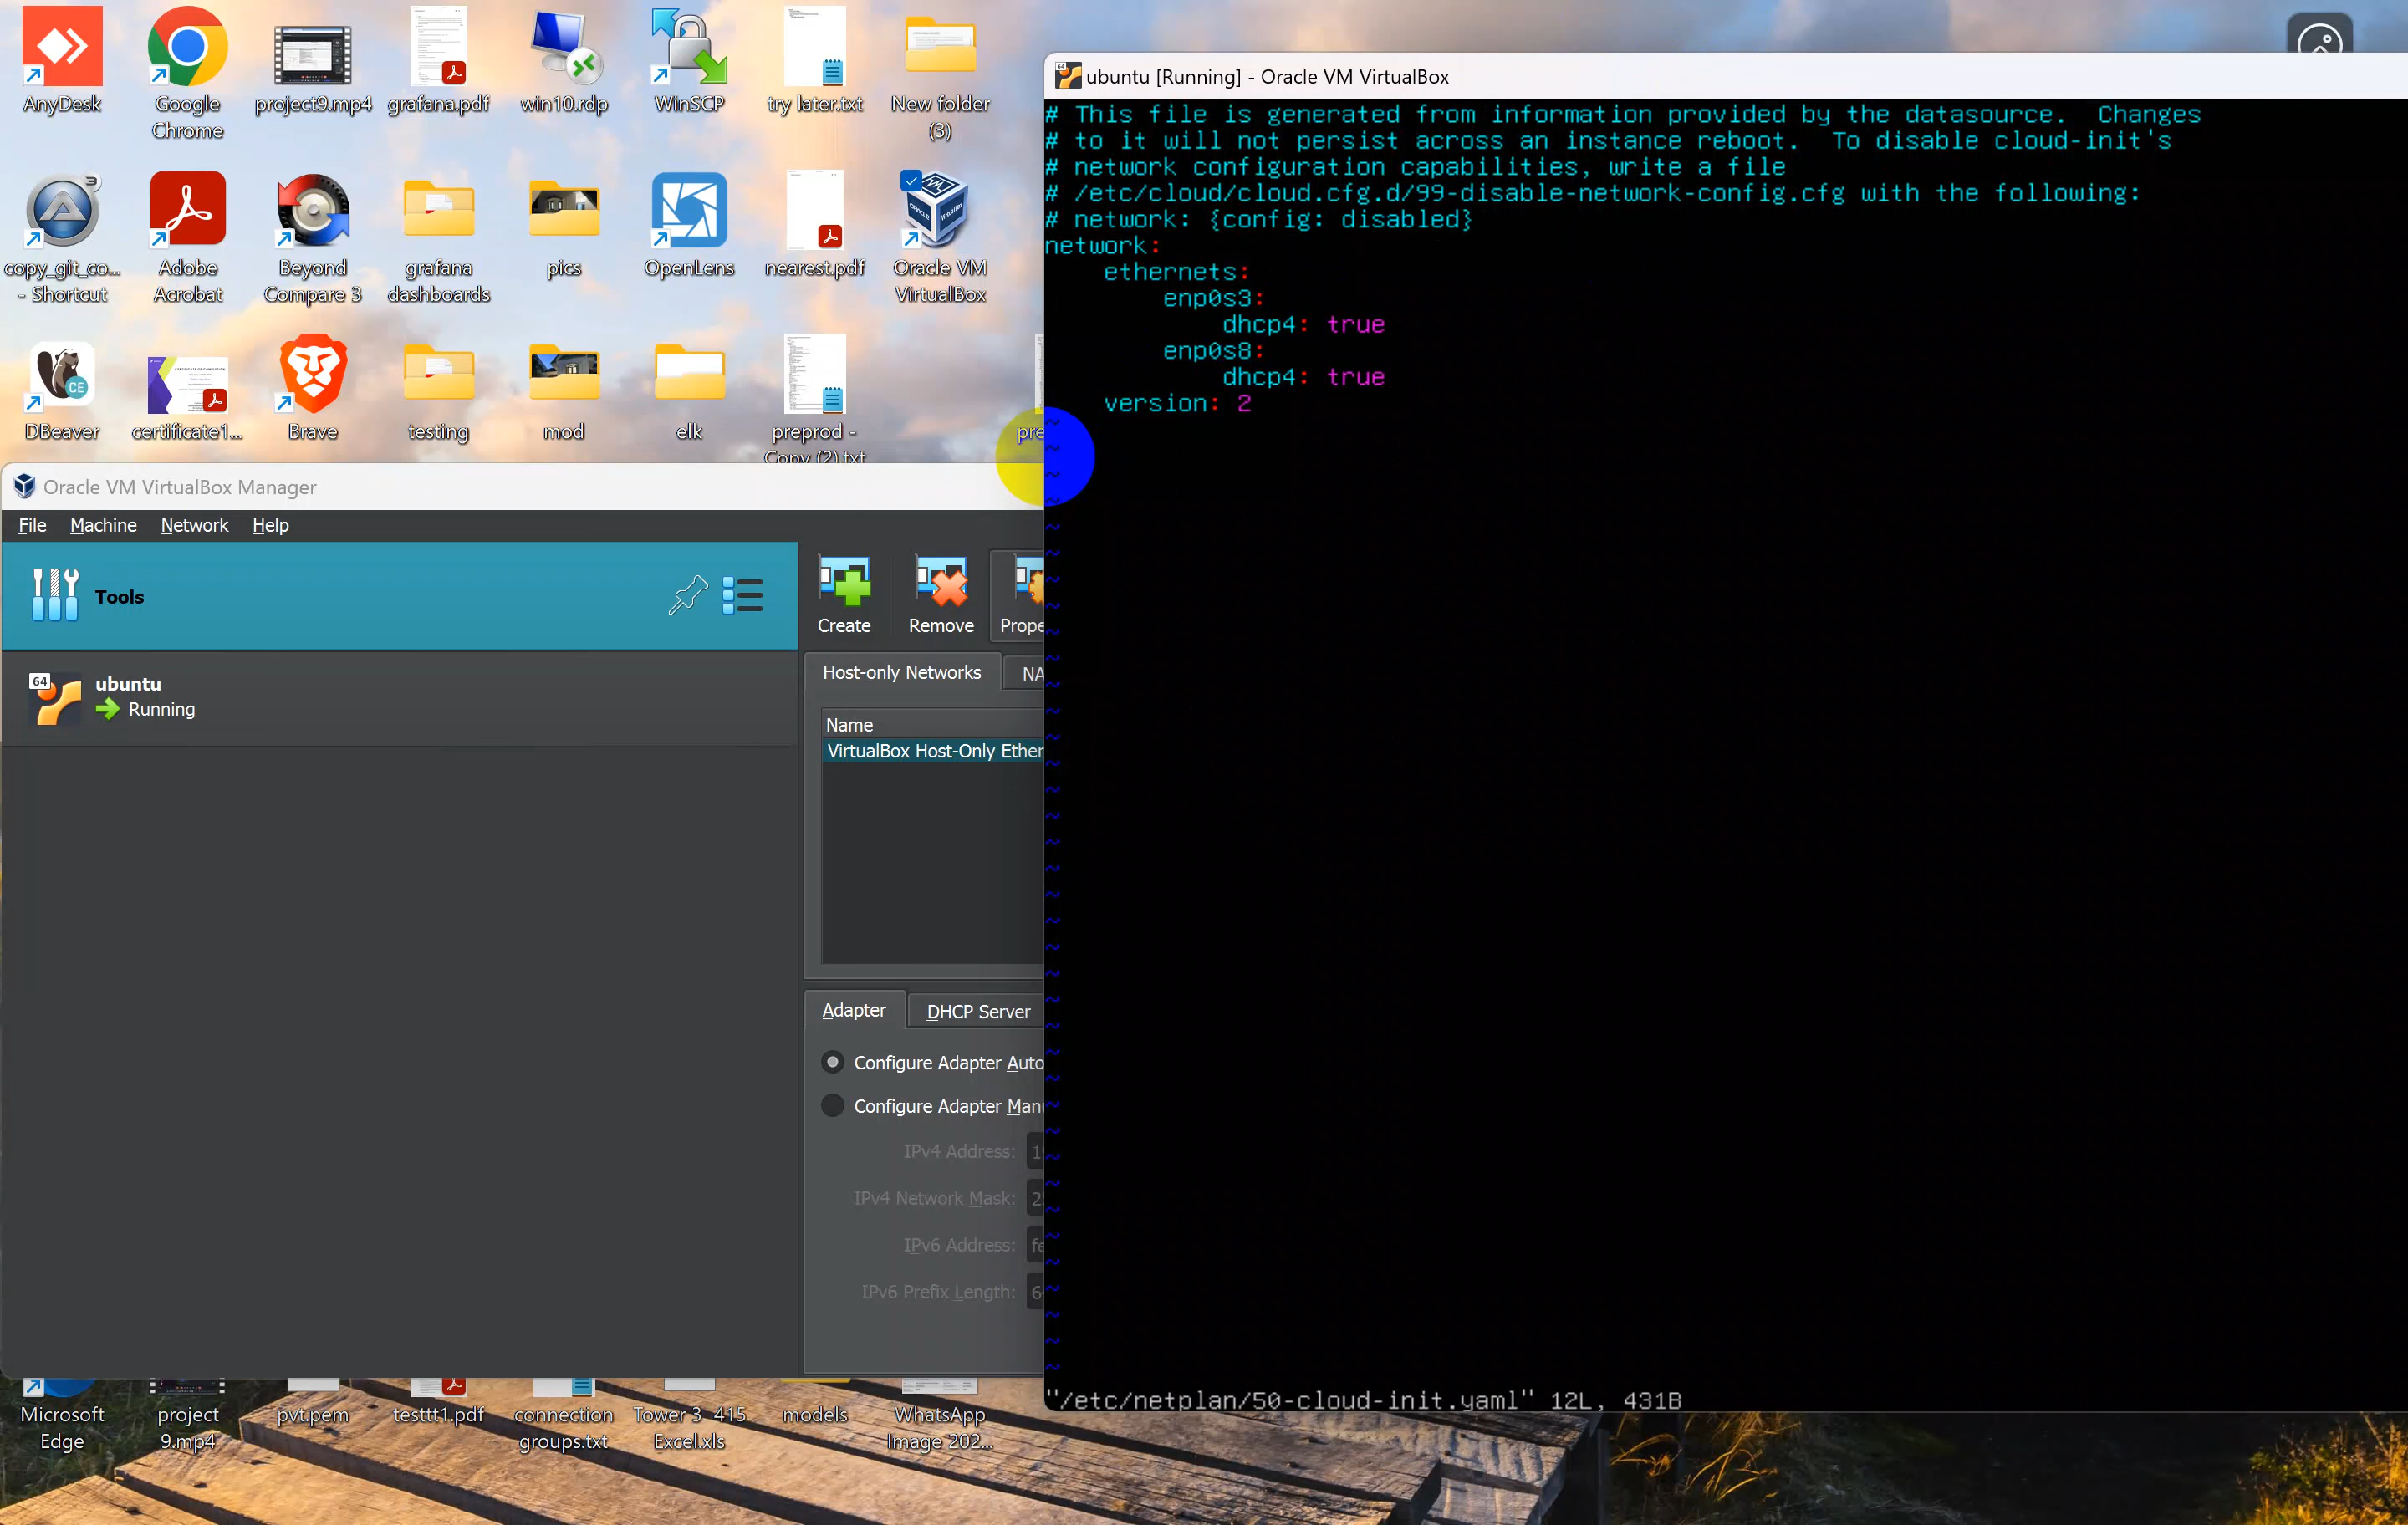 AnyDesk
Google
Chrome
project9.mp4
grafana.pdf
win10.rdp
WinSCP
try later.txt
New folder
(3)
copy_git_co...
- Shortcut
Adobe
Acrobat
Beyond
Compare 3
grafana
dashboards
pics
OpenLens
nearest.pdf
Oracle VM
VirtualBox
DBeaver
certificate1...
Brave
testing
mod
elk
preprod -
Copy (2).txt
pre
Oracle VM VirtualBox Manager
File Machine Network Help
Tools
64
ubuntu
Running
Create
Remove
Prope
Host-only Networks
NA
Name
VirtualBox Host-Only Ether
Adapter
DHCP Server
Configure Adapter Auto
Configure Adapter Man
IPv4 Address:
IPv4 Network Mask:
IPv6 Address:
IPv6 Prefix Length:
ubuntu [Running] - Oracle VM VirtualBox
# This file is generated from information provided by the datasource.  Changes
# to it will not persist across an instance reboot.  To disable cloud-init's
# network configuration capabilities, write a file
# /etc/cloud/cloud.cfg.d/99-disable-network-config.cfg with the following:
# network: {config: disabled}
network:
    ethernets:
        enp0s3:
            dhcp4: true
        enp0s8:
            dhcp4: true
    version: 2
"/etc/netplan/50-cloud-init.yaml" 12L, 431B
Microsoft
Edge
project
9.mp4
pvt.pem
testtt1.pdf
connection
groups.txt
Tower 3_415
Excel.xls
models
WhatsApp
Image 202...